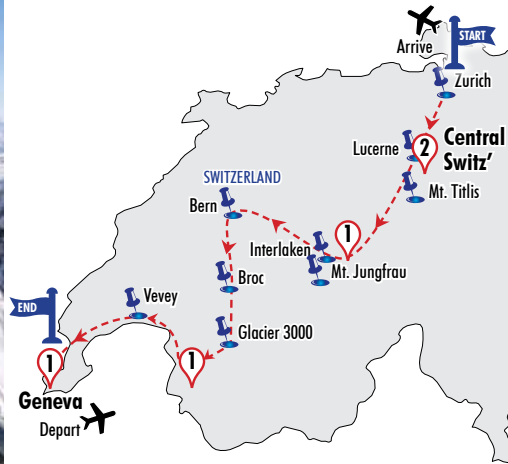 START
Arrive
Zurich
Lucerne
2
Central
Switz'
Mt. Titlis
SWITZERLAND
Bern
1
Interlaken
Mt. Jungfrau
Broc
Vevey
END
Glacier 3000
1
1
Geneva
Depart